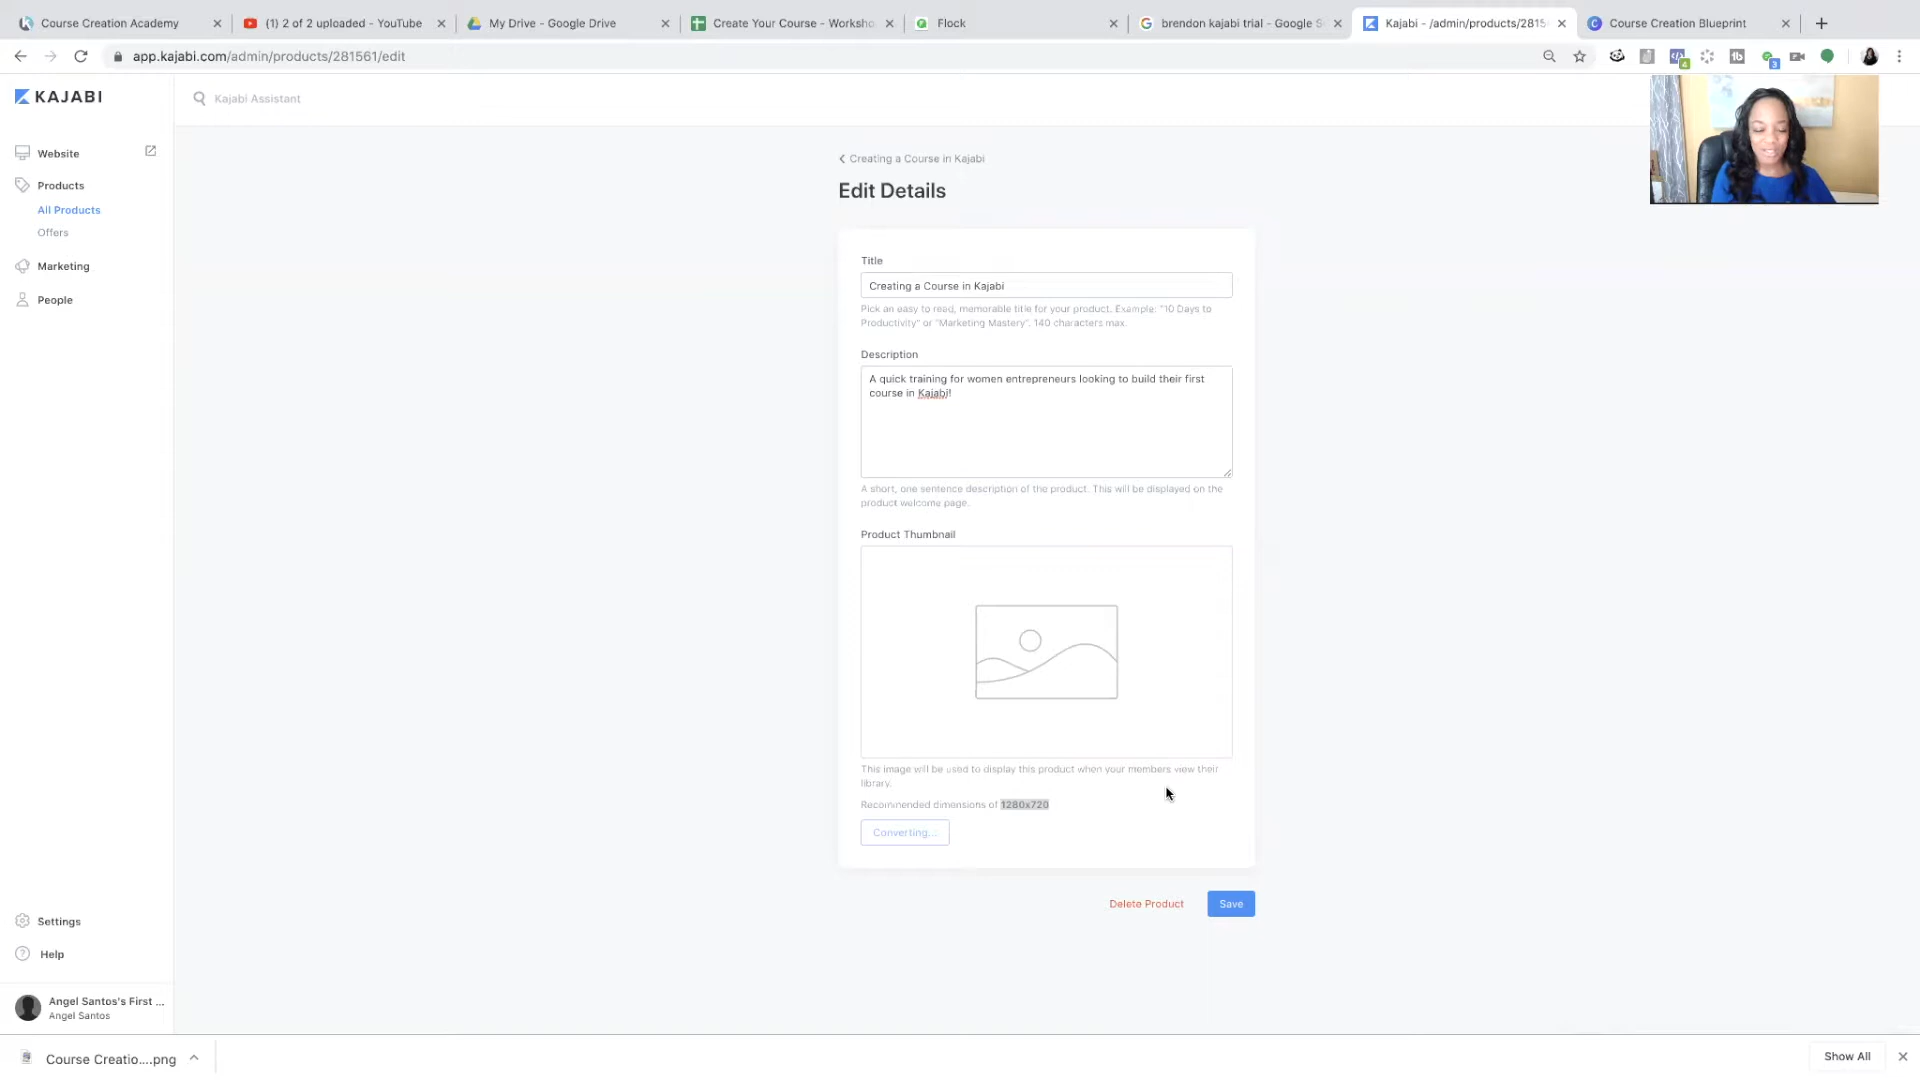 Course Creation Academy
(1) 2 of 2 uploaded - YouTube
My Drive - Google Drive
Create Your Course - Worksho
Flock
brendon kajabi trial - Google S
Kajabi - /admin/products/2815
Course Creation Blueprint
app.kajabi.com/admin/products/281561/edit
KAJABI
Kajabi Assistant
Website
Products
All Products
Offers
Marketing
People
Settings
Help
Angel Santos's First ...
Angel Santos
Creating a Course in Kajabi
Edit Details
Title
Creating a Course in Kajabi
Pick an easy to read, memorable title for your product. Example: "10 Days to
Productivity" or "Marketing Mastery". 140 characters max.
Description
A quick training for women entrepreneurs looking to build their first
course in Kajabi!
A short, one sentence description of the product. This will be displayed on the
product welcome page.
Product Thumbnail
This image will be used to display this product when your members view their
library.
Recommended dimensions of 1280x720
Converting...
Delete Product
Save
Course Creatio....png
Show All